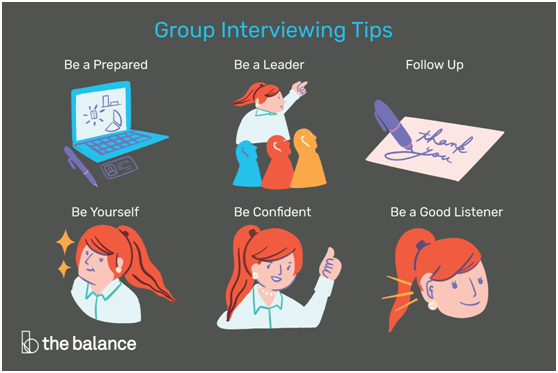 Group Interviewing Tips
Be a Prepared
Be a Leader
Follow Up
thank
you
Be Yourself
Be Confident
Be a Good Listener
the balance